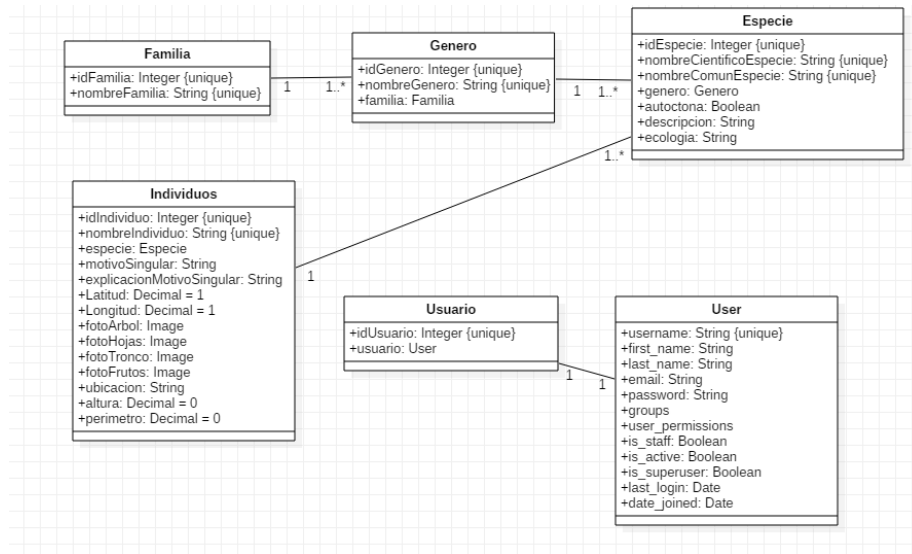 Familia
+idFamilia: Integer {unique}
+nombreFamilia: String {unique}
1
1..*
Genero
+idGenero: Integer {unique}
+nombreGenero: String {unique}
+familia: Familia
1
1..*
Especie
+idEspecie: Integer {unique}
+nombreCientificoEspecie: String {unique}
+nombreComunEspecie: String {unique}
+genero: Genero
+autoctona: Boolean
+descripcion: String
+ecologia: String
1..*
Individuos
+idIndividuo: Integer {unique}
+nombreIndividuo: String {unique}
+especie: Especie
+motivoSingular: String
+explicacionMotivoSingular: String
+Latitud: Decimal = 1
+Longitud: Decimal = 1
+fotoArbol: Image
+fotoHojas: Image
+fotoTronco: Image
+fotoFrutos: Image
+ubicacion: String
+altura: Decimal = 0
+perimetro: Decimal = 0
1
Usuario
+idUsuario: Integer {unique}
+usuario: User
1
1
User
+username: String {unique}
+first_name: String
+last_name: String
+email: String
+password: String
+groups
+user_permissions
+is_staff: Boolean
+is_active: Boolean
+is_superuser: Boolean
+last_login: Date
+date_joined: Date